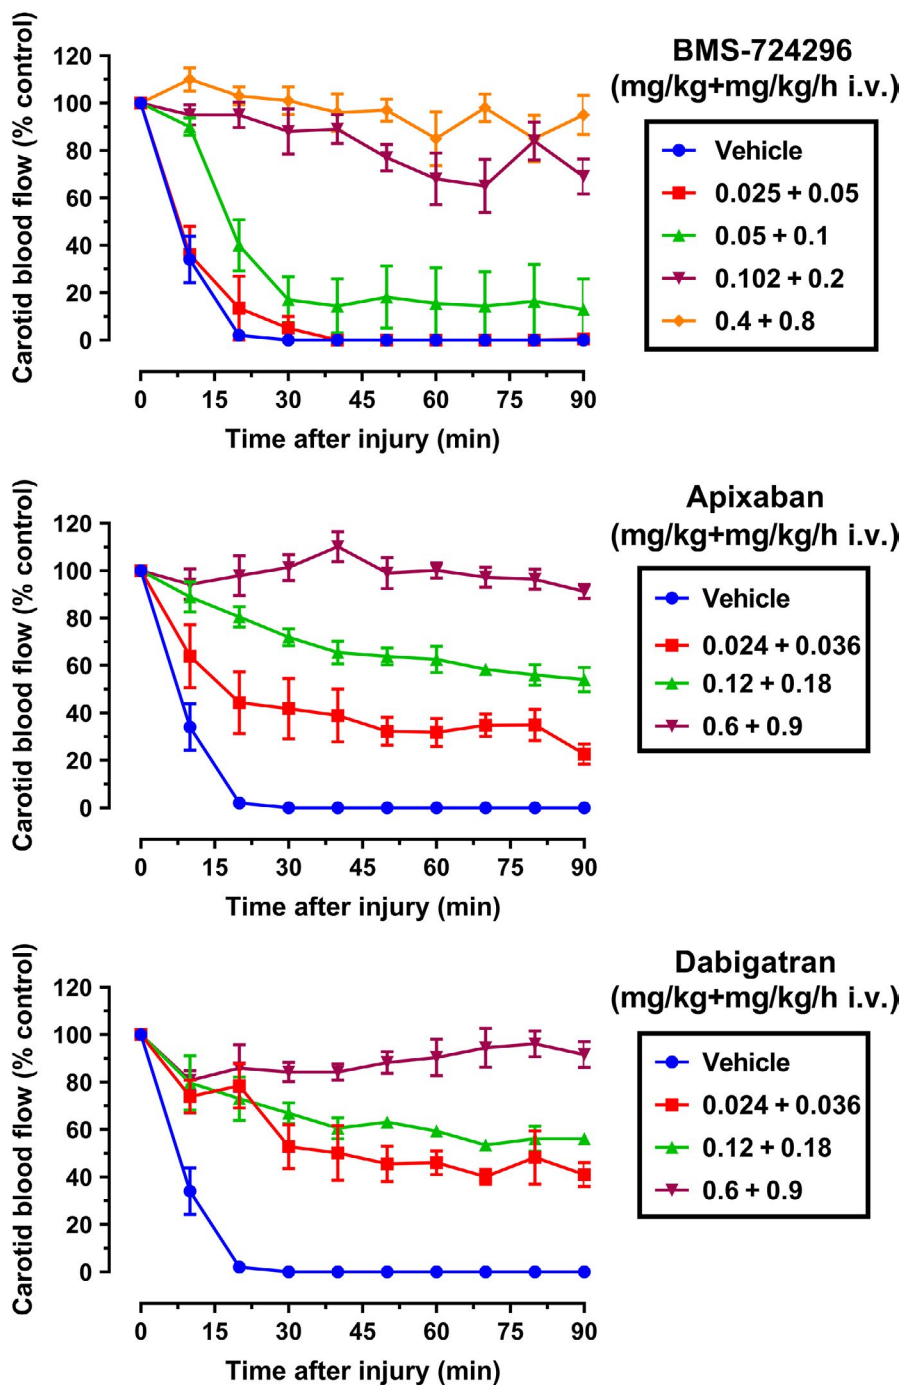 BMS-724296
(mg/kg+mg/kg/h i.v.)
Carotid blood flow (% control)
120
100
80
60
40
20
0
0 15 30 45 60 75 90
Time after injury (min)
Vehicle
0.025 + 0.05
0.05 + 0.1
0.102 + 0.2
0.4 + 0.8
Apixaban
(mg/kg+mg/kg/h i.v.)
Carotid blood flow (% control)
120
100
80
60
40
20
0
0 15 30 45 60 75 90
Time after injury (min)
Vehicle
0.024 + 0.036
0.12 + 0.18
0.6 + 0.9
Dabigatran
(mg/kg+mg/kg/h i.v.)
Carotid blood flow (% control)
120
100
80
60
40
20
0
0 15 30 45 60 75 90
Time after injury (min)
Vehicle
0.024 + 0.036
0.12 + 0.18
0.6 + 0.9